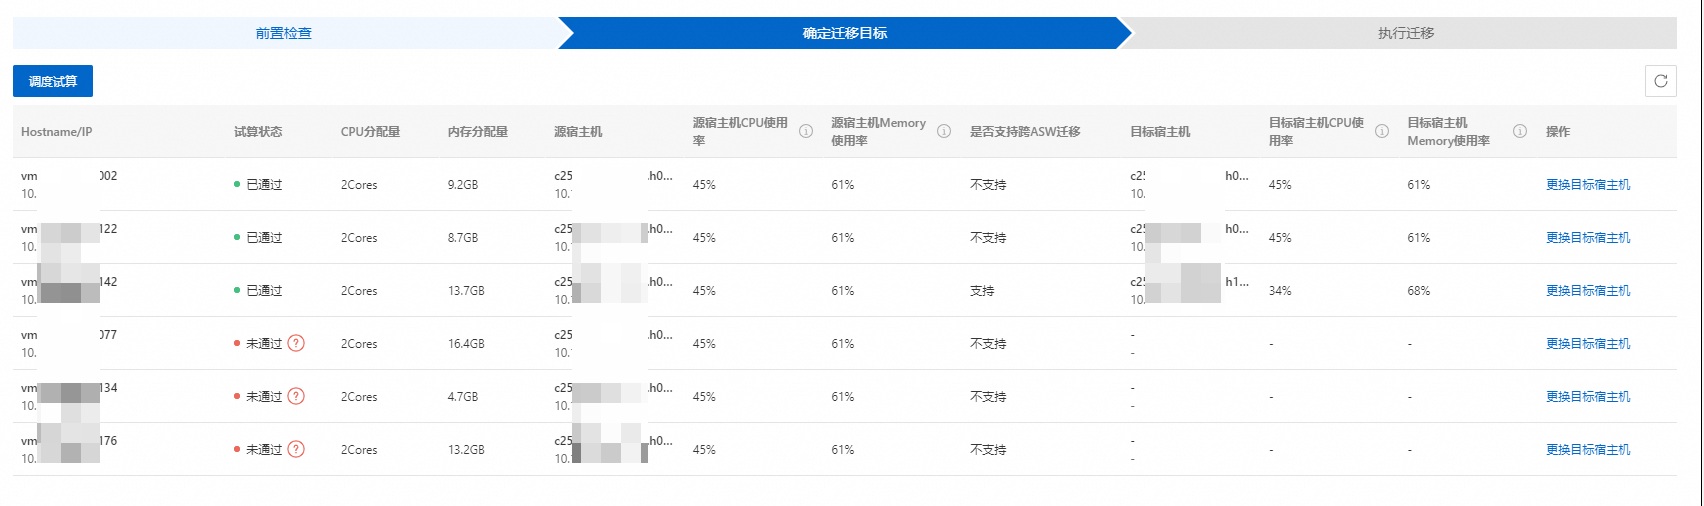 前置检查
确定迁移目标
执行迁移
调度试算
Hostname/IP 试算状态 CPU分配量 内存分配量 源宿主机 源宿主机CPU使用率 源宿主机Memory使用率 是否支持跨ASW迁移 目标宿主机 目标宿主机CPU使用率 目标宿主机Memory使用率 操作
vm 002 已通过 2Cores 9.2GB c25 .h0... 45% 61% 不支持 c25 h0... 45% 61% 更换目标宿主机
10. 10. 10.
vm 122 已通过 2Cores 8.7GB c25 .h0... 45% 61% 不支持 c25 h0... 45% 61% 更换目标宿主机
10. 10. 10.
vm 142 已通过 2Cores 13.7GB c25 .h0... 45% 61% 支持 c25 h1... 34% 68% 更换目标宿主机
10. 10. 10.
vm 077 未通过 ? 2Cores 16.4GB c25 .h0... 45% 61% 不支持 - - - 更换目标宿主机
10. 10. -
vm 134 未通过 ? 2Cores 4.7GB c25 .h0... 45% 61% 不支持 - - - 更换目标宿主机
10. 10. -
vm 176 未通过 ? 2Cores 13.2GB c25 .h0... 45% 61% 不支持 - - - 更换目标宿主机
10. 10. -